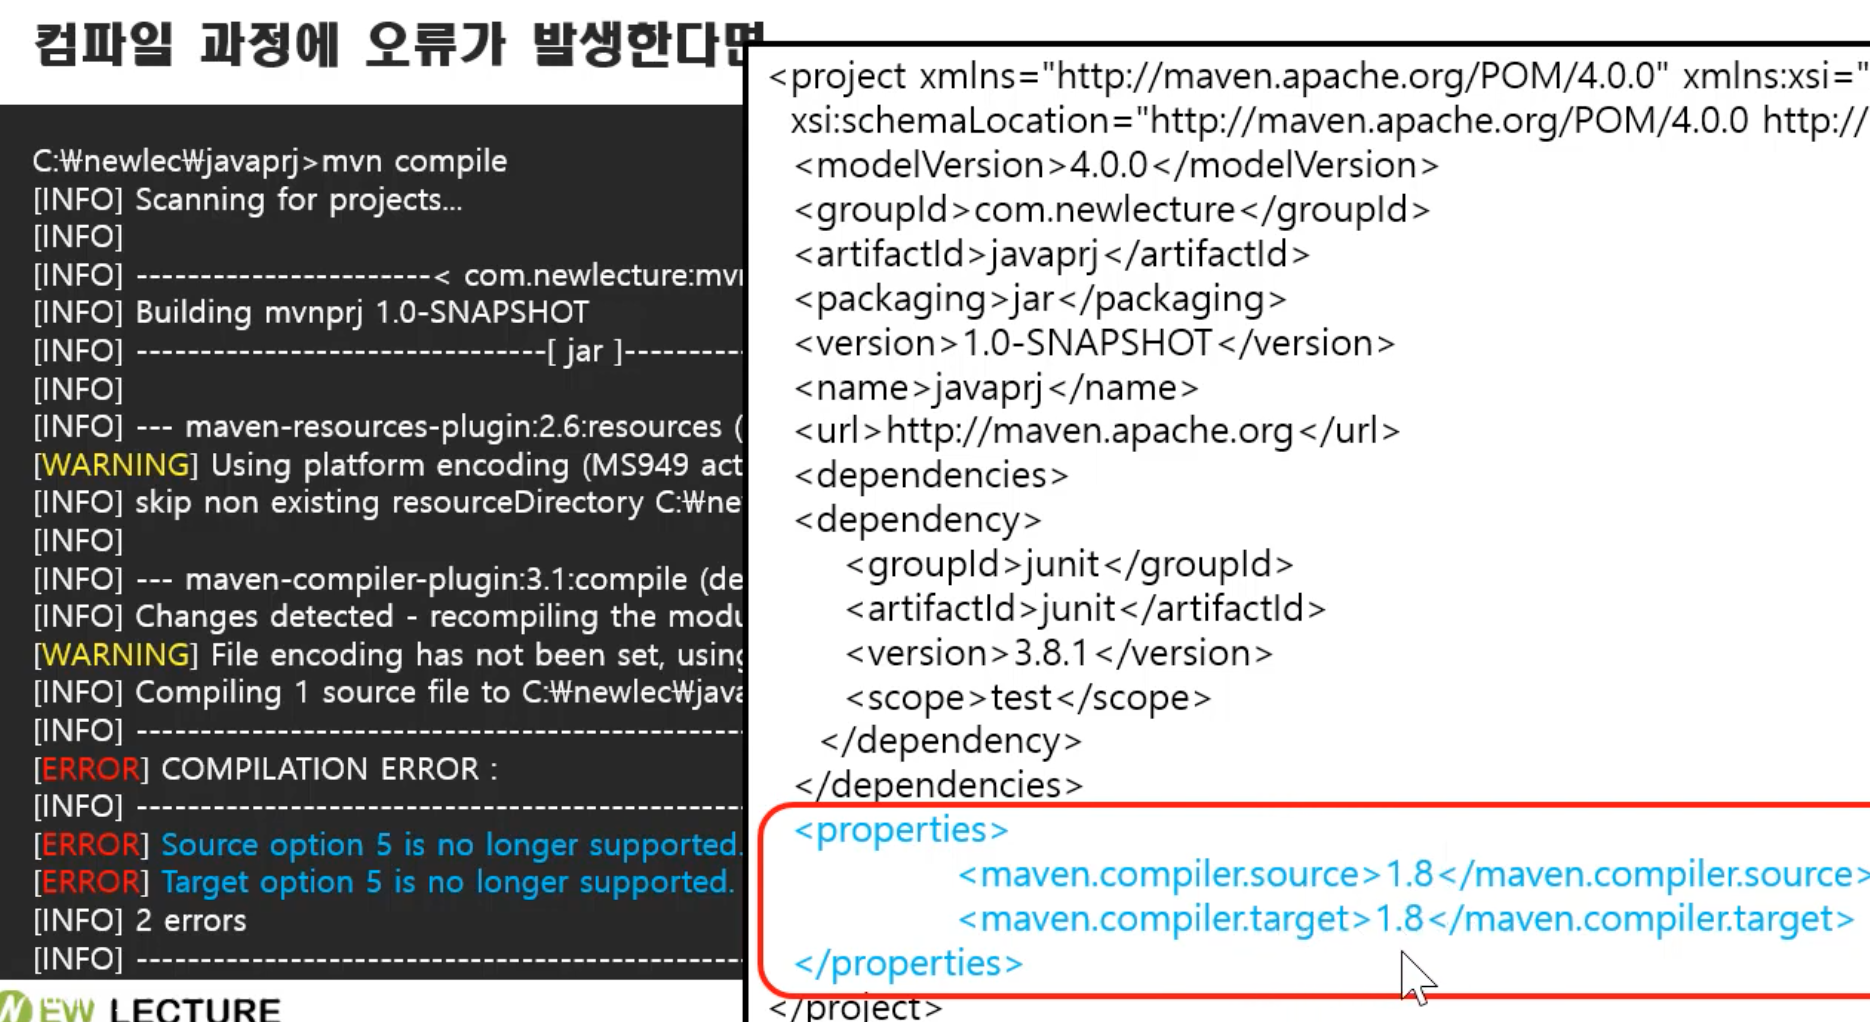 컴파일 과정에 오류가 발생한다면
C:₩newlec₩javaprj>mvn compile
[INFO] Scanning for projects...
[INFO]
[INFO] -----------------------< com.newlecture:mvn
[INFO] Building mvnprj 1.0-SNAPSHOT
[INFO] --------------------------------[ jar ]---------
[INFO]
[INFO] --- maven-resources-plugin:2.6:resources (
[WARNING] Using platform encoding (MS949 act
[INFO] skip non existing resourceDirectory C:₩ne
[INFO]
[INFO] --- maven-compiler-plugin:3.1:compile (de
[INFO] Changes detected - recompiling the modu
[WARNING] File encoding has not been set, using
[INFO] Compiling 1 source file to C:₩newlec₩java
[INFO] ------------------------------------------------
[ERROR] COMPILATION ERROR :
[INFO] ------------------------------------------------
[ERROR] Source option 5 is no longer supported.
[ERROR] Target option 5 is no longer supported.
[INFO] 2 errors
[INFO] ------------------------------------------------
NEW LECTURE
<project xmlns="http://maven.apache.org/POM/4.0.0" xmlns:xsi="
xsi:schemaLocation="http://maven.apache.org/POM/4.0.0 http://
<modelVersion>4.0.0</modelVersion>
<groupId>com.newlecture</groupId>
<artifactId>javaprj</artifactId>
<packaging>jar</packaging>
<version>1.0-SNAPSHOT</version>
<name>javaprj</name>
<url>http://maven.apache.org</url>
<dependencies>
<dependency>
<groupId>junit</groupId>
<artifactId>junit</artifactId>
<version>3.8.1</version>
<scope>test</scope>
</dependency>
</dependencies>
<properties>
<maven.compiler.source>1.8</maven.compiler.source>
<maven.compiler.target>1.8</maven.compiler.target>
</properties>
</project>